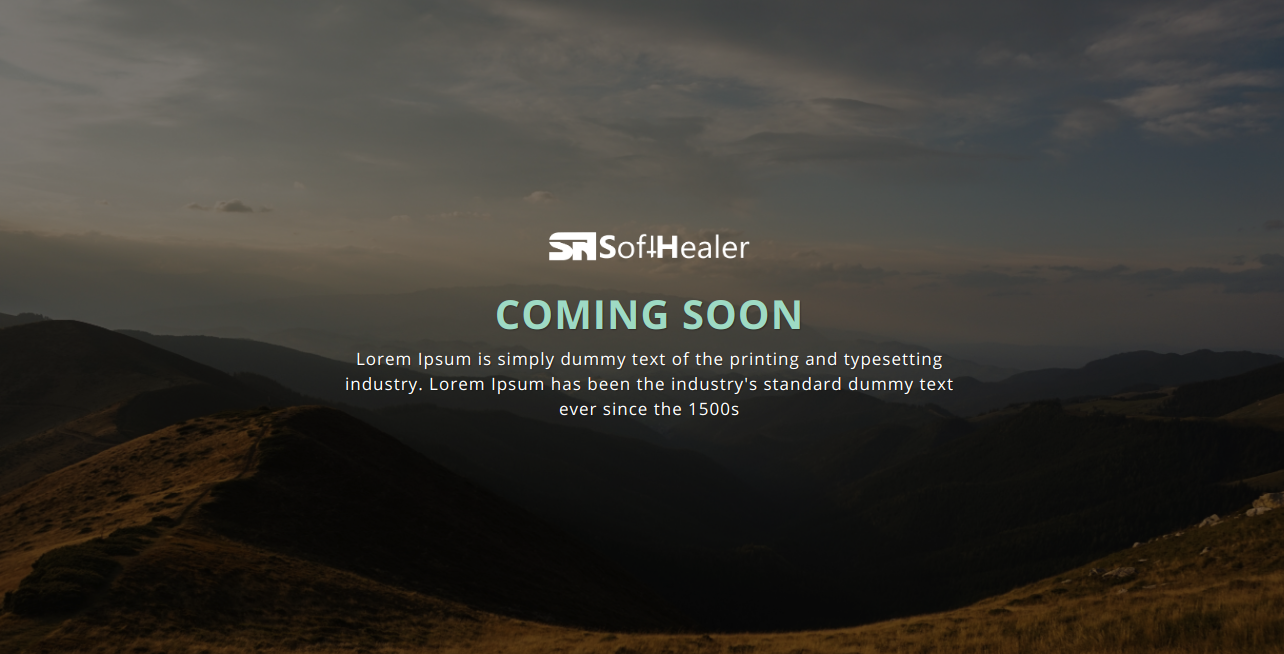 SH SoftHealer
COMING SOON
Lorem Ipsum is simply dummy text of the printing and typesetting
industry. Lorem Ipsum has been the industry's standard dummy text
ever since the 1500s